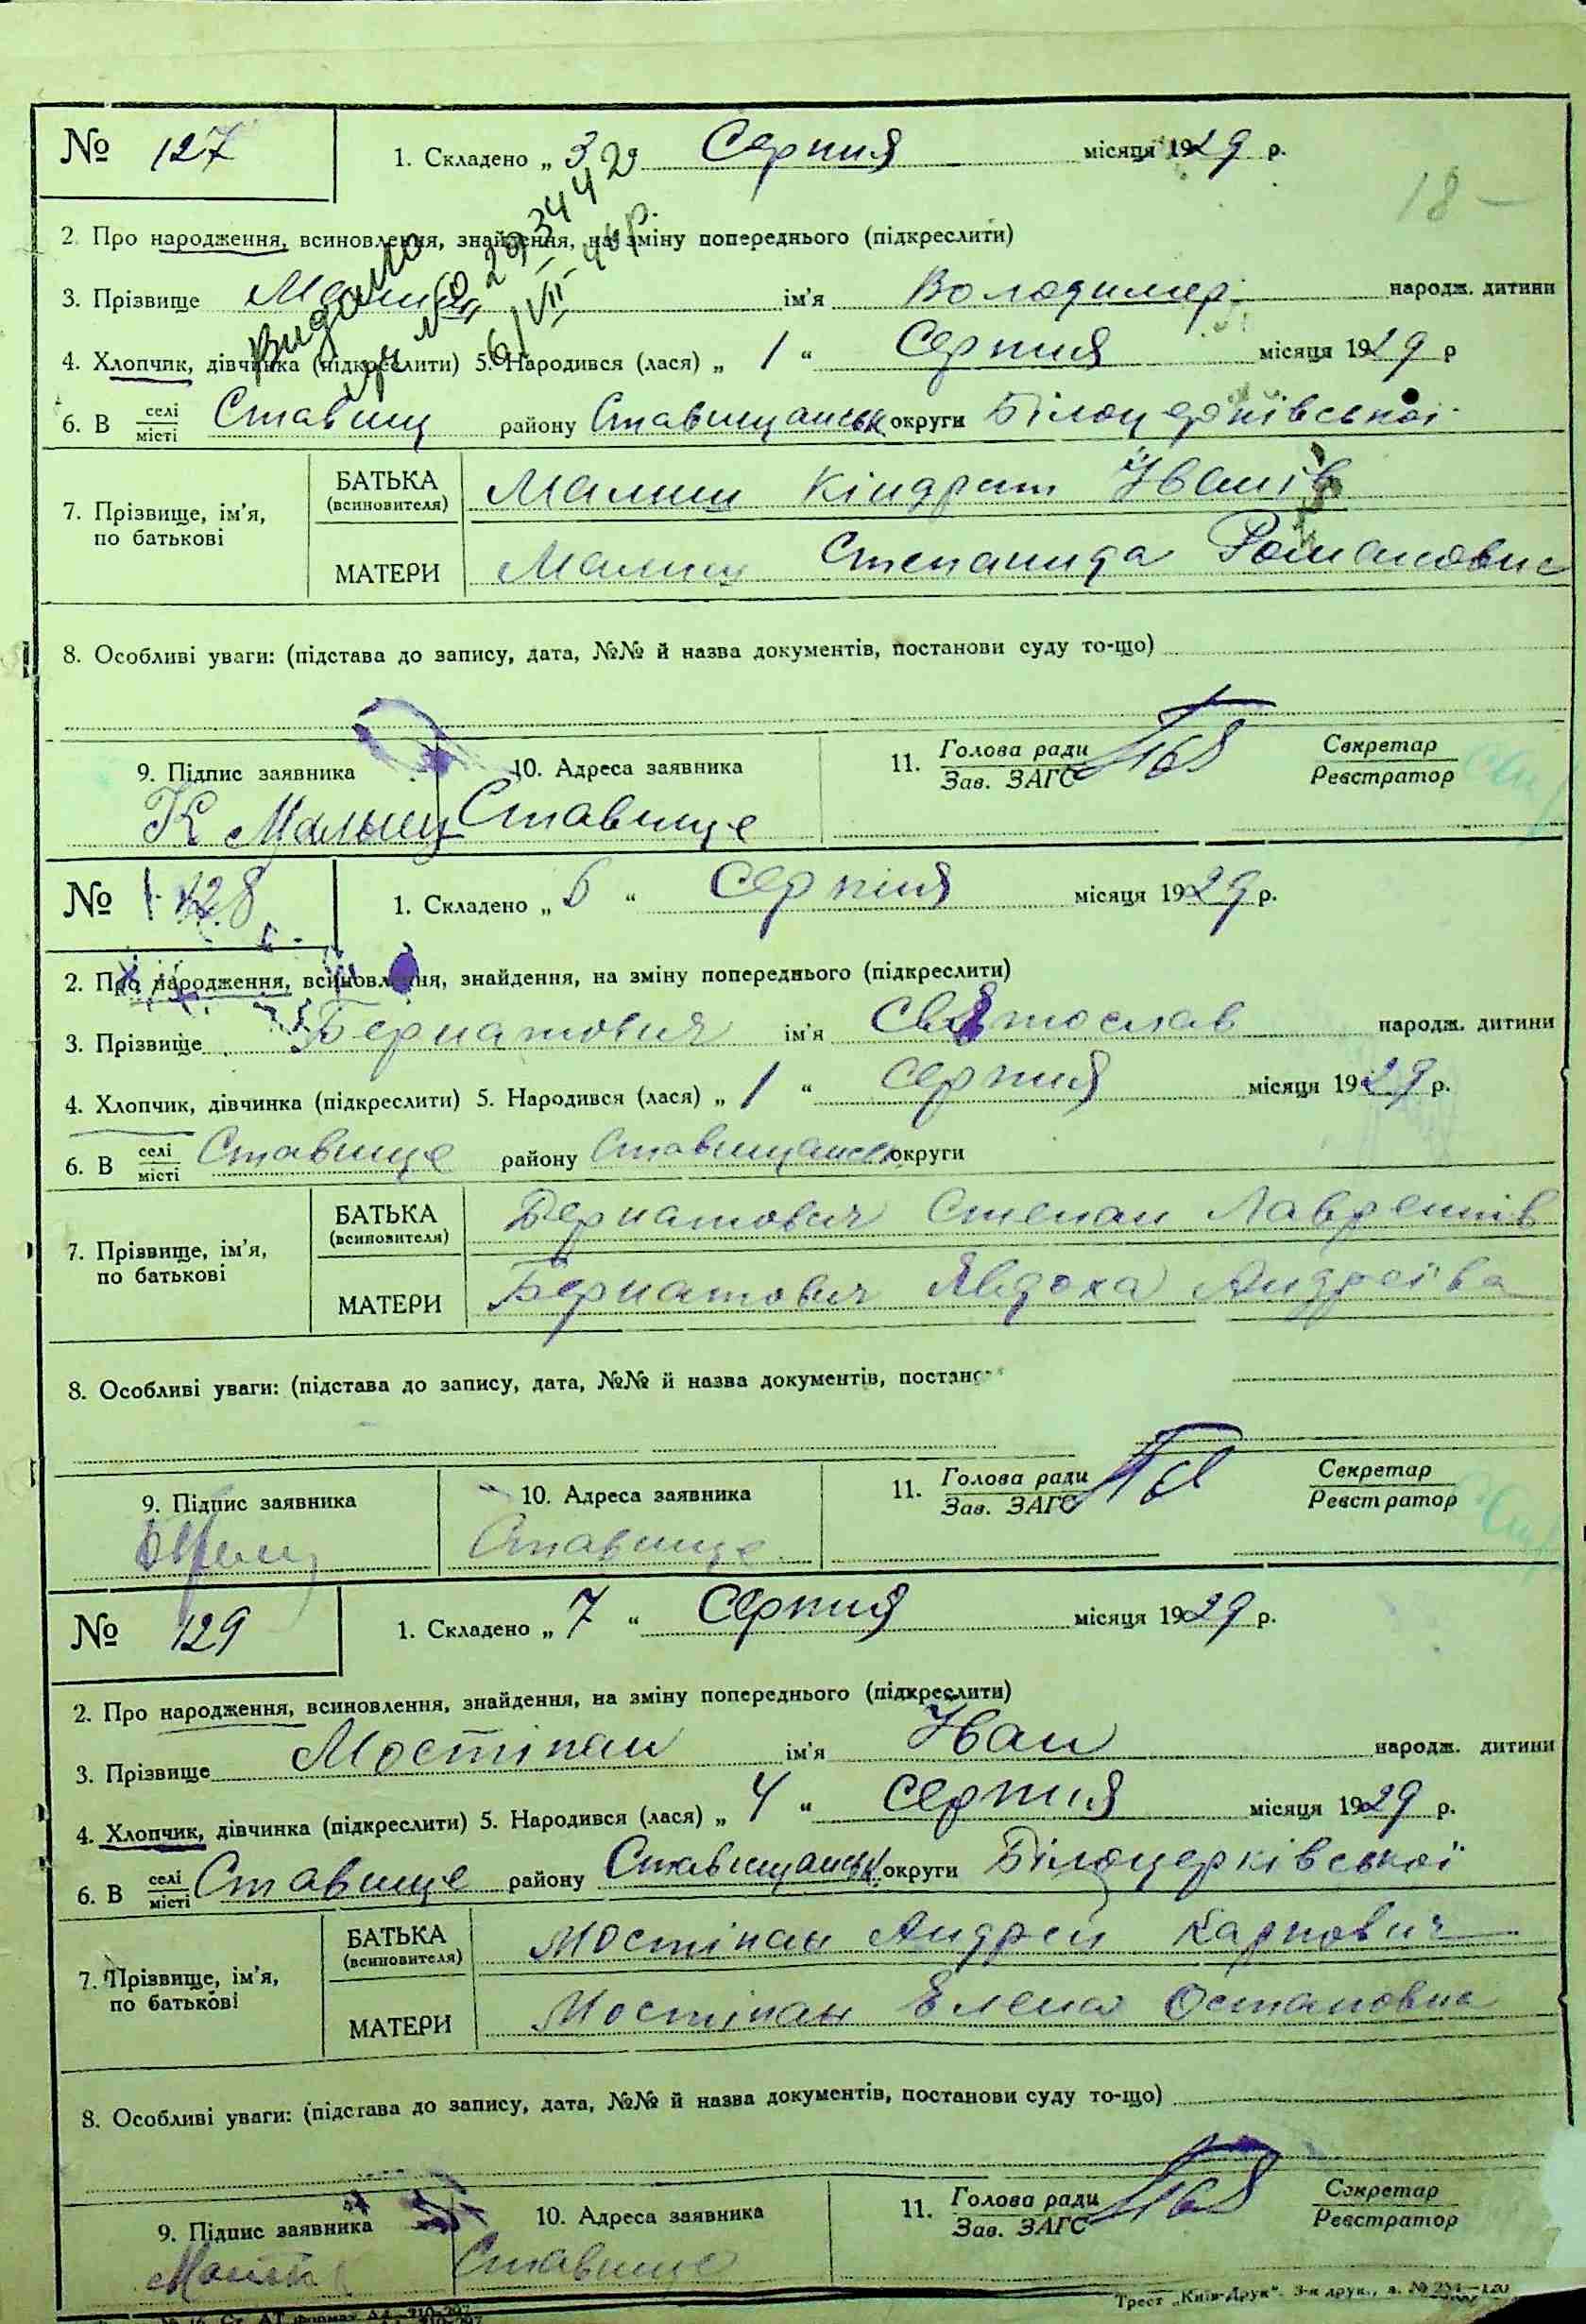 № 127 1. Складено „ 3 “ Серпня місяця 1929 р.
18 –
2. Про народження, всиновлення, знайдення, на зміну попереднього (підкреслити)
Видано
№ 293442
6/VII
3. Прізвище Малиш ім'я Володимер народж. дитини
4. Хлопчик, дівчинка (підкреслити) 5. Народився (лася) „ 1 “ Серпня місяця 1929 р
6. В селі місті Ставищ району Ставищанськ округи Білоцерківської
7. Прізвище, ім'я, по батькові
БАТЬКА (всиновителя) Малиш Кіндрат Іванів
МАТЕРИ Малиш Степанида Романовна
8. Особливі уваги: (підстава до запису, дата, №№ й назва документів, постанови суду то-що)
9. Підпис заявника 10. Адреса заявника 11. Голова ради Зав. ЗАГС Секретар Реєстратор
К Ставище
№ 128 1. Складено „ 6 “ Серпня місяця 1929 р.
2. Про народження, всиновлення, знайдення, на зміну попереднього (підкреслити)
3. Прізвище Бернатович ім'я Святослав народж. дитини
4. Хлопчик, дівчинка (підкреслити) 5. Народився (лася) „ 1 “ серпня місяця 1929 р.
6. В селі місті Ставище району Ставищанськ округи
7. Прізвище, ім'я, по батькові
БАТЬКА (всиновителя) Бернатович Степан Лаврентів
МАТЕРИ Бернатович Явдоха Андреїва
8. Особливі уваги: (підстава до запису, дата, №№ й назва документів, постано
9. Підпис заявника 10. Адреса заявника 11. Голова ради Зав. ЗАГС Секретар Реєстратор
Ставище
№ 129 1. Складено „ 7 “ Серпня місяця 1929 р.
2. Про народження, всиновлення, знайдення, на зміну попереднього (підкреслити)
3. Прізвище Мостіпан ім'я Іван народж. дитини
4. Хлопчик, дівчинка (підкреслити) 5. Народився (лася) „ 4 “ серпня місяця 1929 р.
6. В селі місті Ставище району Ставищанськ округи Білоцерківської
7. Прізвище, ім'я, по батькові
БАТЬКА (всиновителя) Мостіпан Андрей Карпович
МАТЕРИ Мостіпан Елена Остаповна
8. Особливі уваги: (підстава до запису, дата, №№ й назва документів, постанови суду то-що)
9. Підпис заявника 10. Адреса заявника 11. Голова ради Зав. ЗАГС Секретар Реєстратор
Ставище
Трест „Київ-Друк“. 3-я друк., з. №